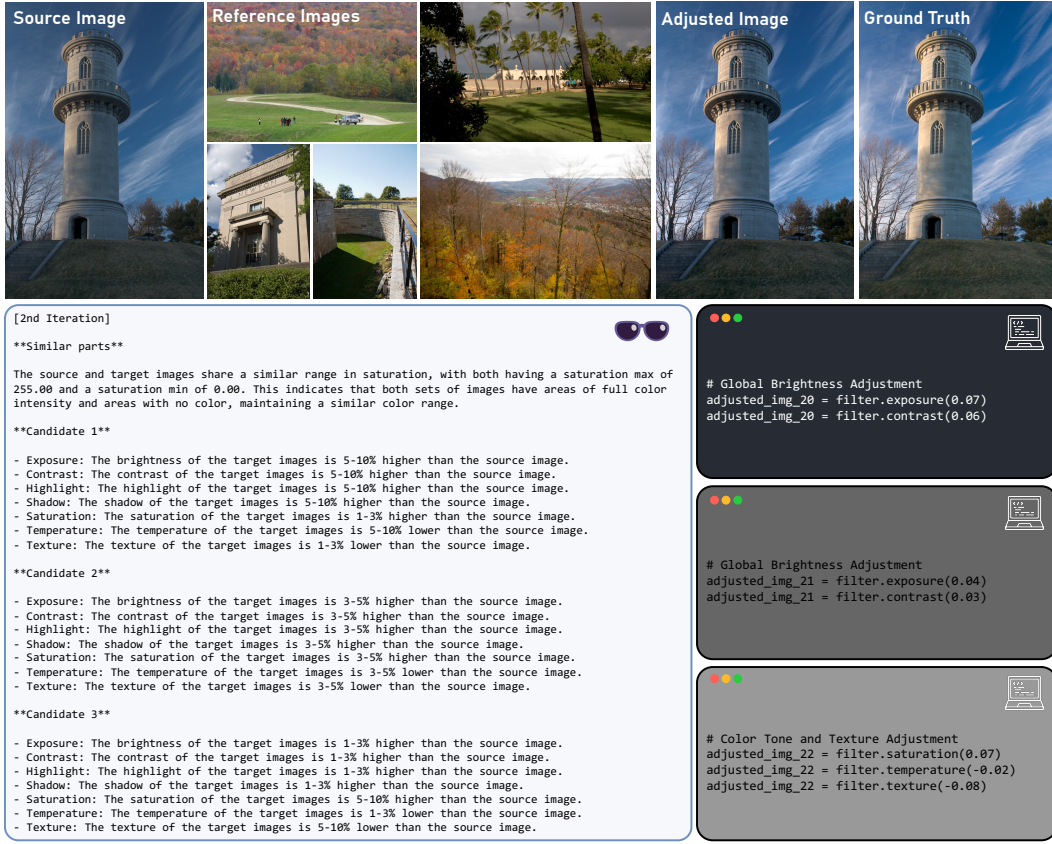 Source Image
Reference Images
Adjusted Image
Ground Truth
[2nd Iteration]
**Similar parts**
The source and target images share a similar range in saturation, with both having a saturation max of
255.00 and a saturation min of 0.00. This indicates that both sets of images have areas of full color
intensity and areas with no color, maintaining a similar color range.
**Candidate 1**
- Exposure: The brightness of the target images is 5-10% higher than the source image.
- Contrast: The contrast of the target images is 5-10% higher than the source image.
- Highlight: The highlight of the target images is 5-10% higher than the source image.
- Shadow: The shadow of the target images is 5-10% higher than the source image.
- Saturation: The saturation of the target images is 1-3% higher than the source image.
- Temperature: The temperature of the target images is 5-10% lower than the source image.
- Texture: The texture of the target images is 1-3% lower than the source image.
**Candidate 2**
- Exposure: The brightness of the target images is 3-5% higher than the source image.
- Contrast: The contrast of the target images is 3-5% higher than the source image.
- Highlight: The highlight of the target images is 3-5% higher than the source image.
- Shadow: The shadow of the target images is 3-5% higher than the source image.
- Saturation: The saturation of the target images is 3-5% higher than the source image.
- Temperature: The temperature of the target images is 3-5% lower than the source image.
- Texture: The texture of the target images is 3-5% lower than the source image.
**Candidate 3**
- Exposure: The brightness of the target images is 1-3% higher than the source image.
- Contrast: The contrast of the target images is 1-3% higher than the source image.
- Highlight: The highlight of the target images is 1-3% higher than the source image.
- Shadow: The shadow of the target images is 1-3% higher than the source image.
- Saturation: The saturation of the target images is 5-10% higher than the source image.
- Temperature: The temperature of the target images is 1-3% lower than the source image.
- Texture: The texture of the target images is 5-10% lower than the source image.
# Global Brightness Adjustment
adjusted_img_20 = filter.exposure(0.07)
adjusted_img_20 = filter.contrast(0.06)
# Global Brightness Adjustment
adjusted_img_21 = filter.exposure(0.04)
adjusted_img_21 = filter.contrast(0.03)
# Color Tone and Texture Adjustment
adjusted_img_22 = filter.saturation(0.07)
adjusted_img_22 = filter.temperature(-0.02)
adjusted_img_22 = filter.texture(-0.08)